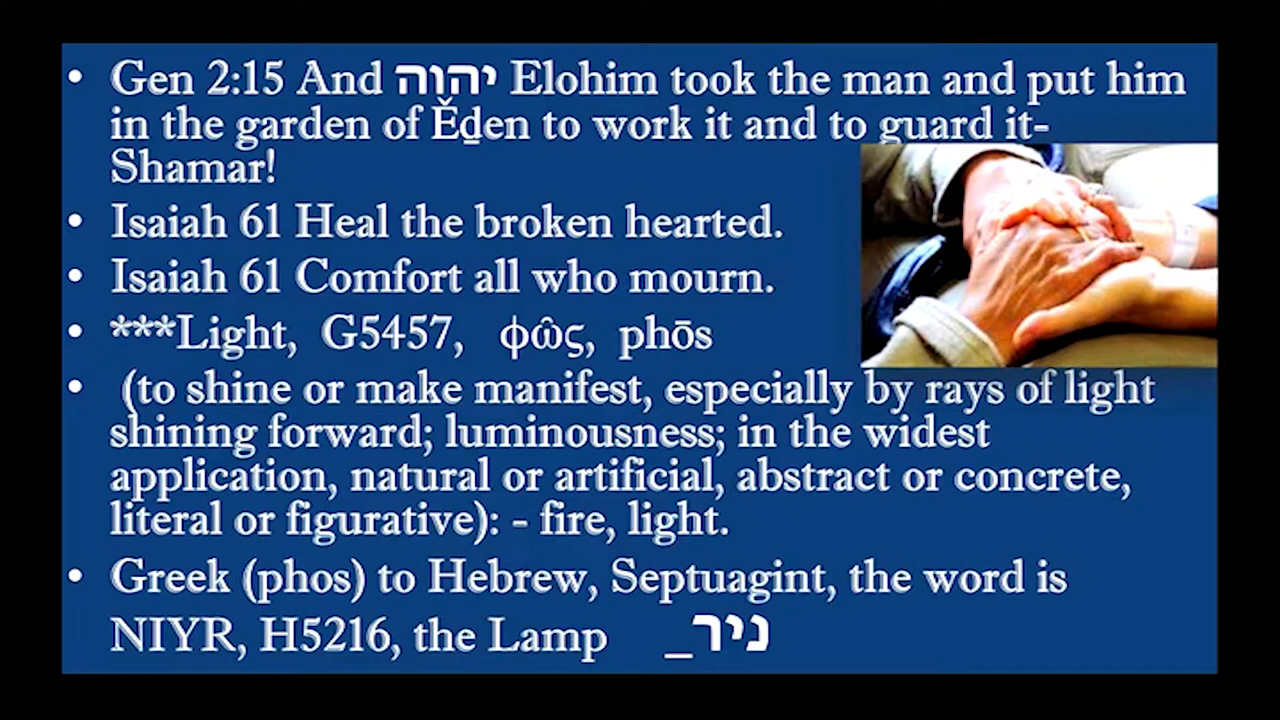 • Gen 2:15 And יהוה Elohim took the man and put him
in the garden of Ěḏen to work it and to guard it-
Shamar!
• Isaiah 61 Heal the broken hearted.
• Isaiah 61 Comfort all who mourn.
• ***Light, G5457, φῶς, phōs
• (to shine or make manifest, especially by rays of light
shining forward; luminousness; in the widest
application, natural or artificial, abstract or concrete,
literal or figurative): - fire, light.
• Greek (phos) to Hebrew, Septuagint, the word is
NIYR, H5216, the Lamp _ניר